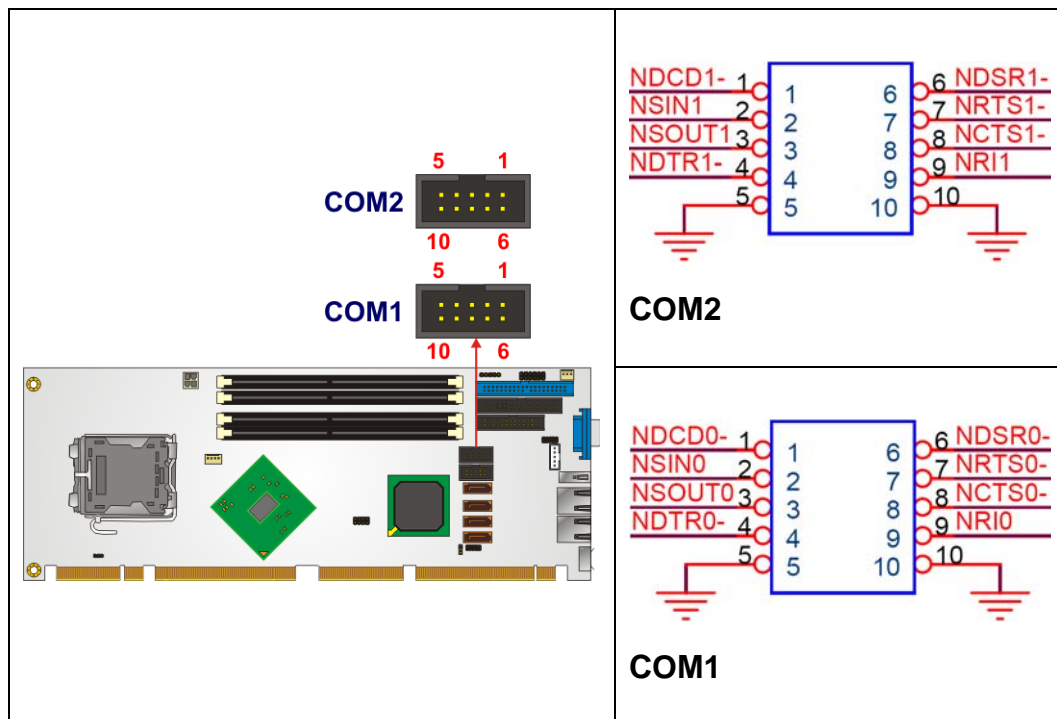 5 1
COM2
10 6
5 1
COM1
10 6
NDCD1- 1 1 6 6 NDSR1-
NSIN1 2 2 7 7 NRTS1-
NSOUT1 3 3 8 8 NCTS1-
NDTR1- 4 4 9 9 NRI1
5 5 10 10
COM2
NDCD0- 1 1 6 6 NDSR0-
NSIN0 2 2 7 7 NRTS0-
NSOUT0 3 3 8 8 NCTS0-
NDTR0- 4 4 9 9 NRI0
5 5 10 10
COM1